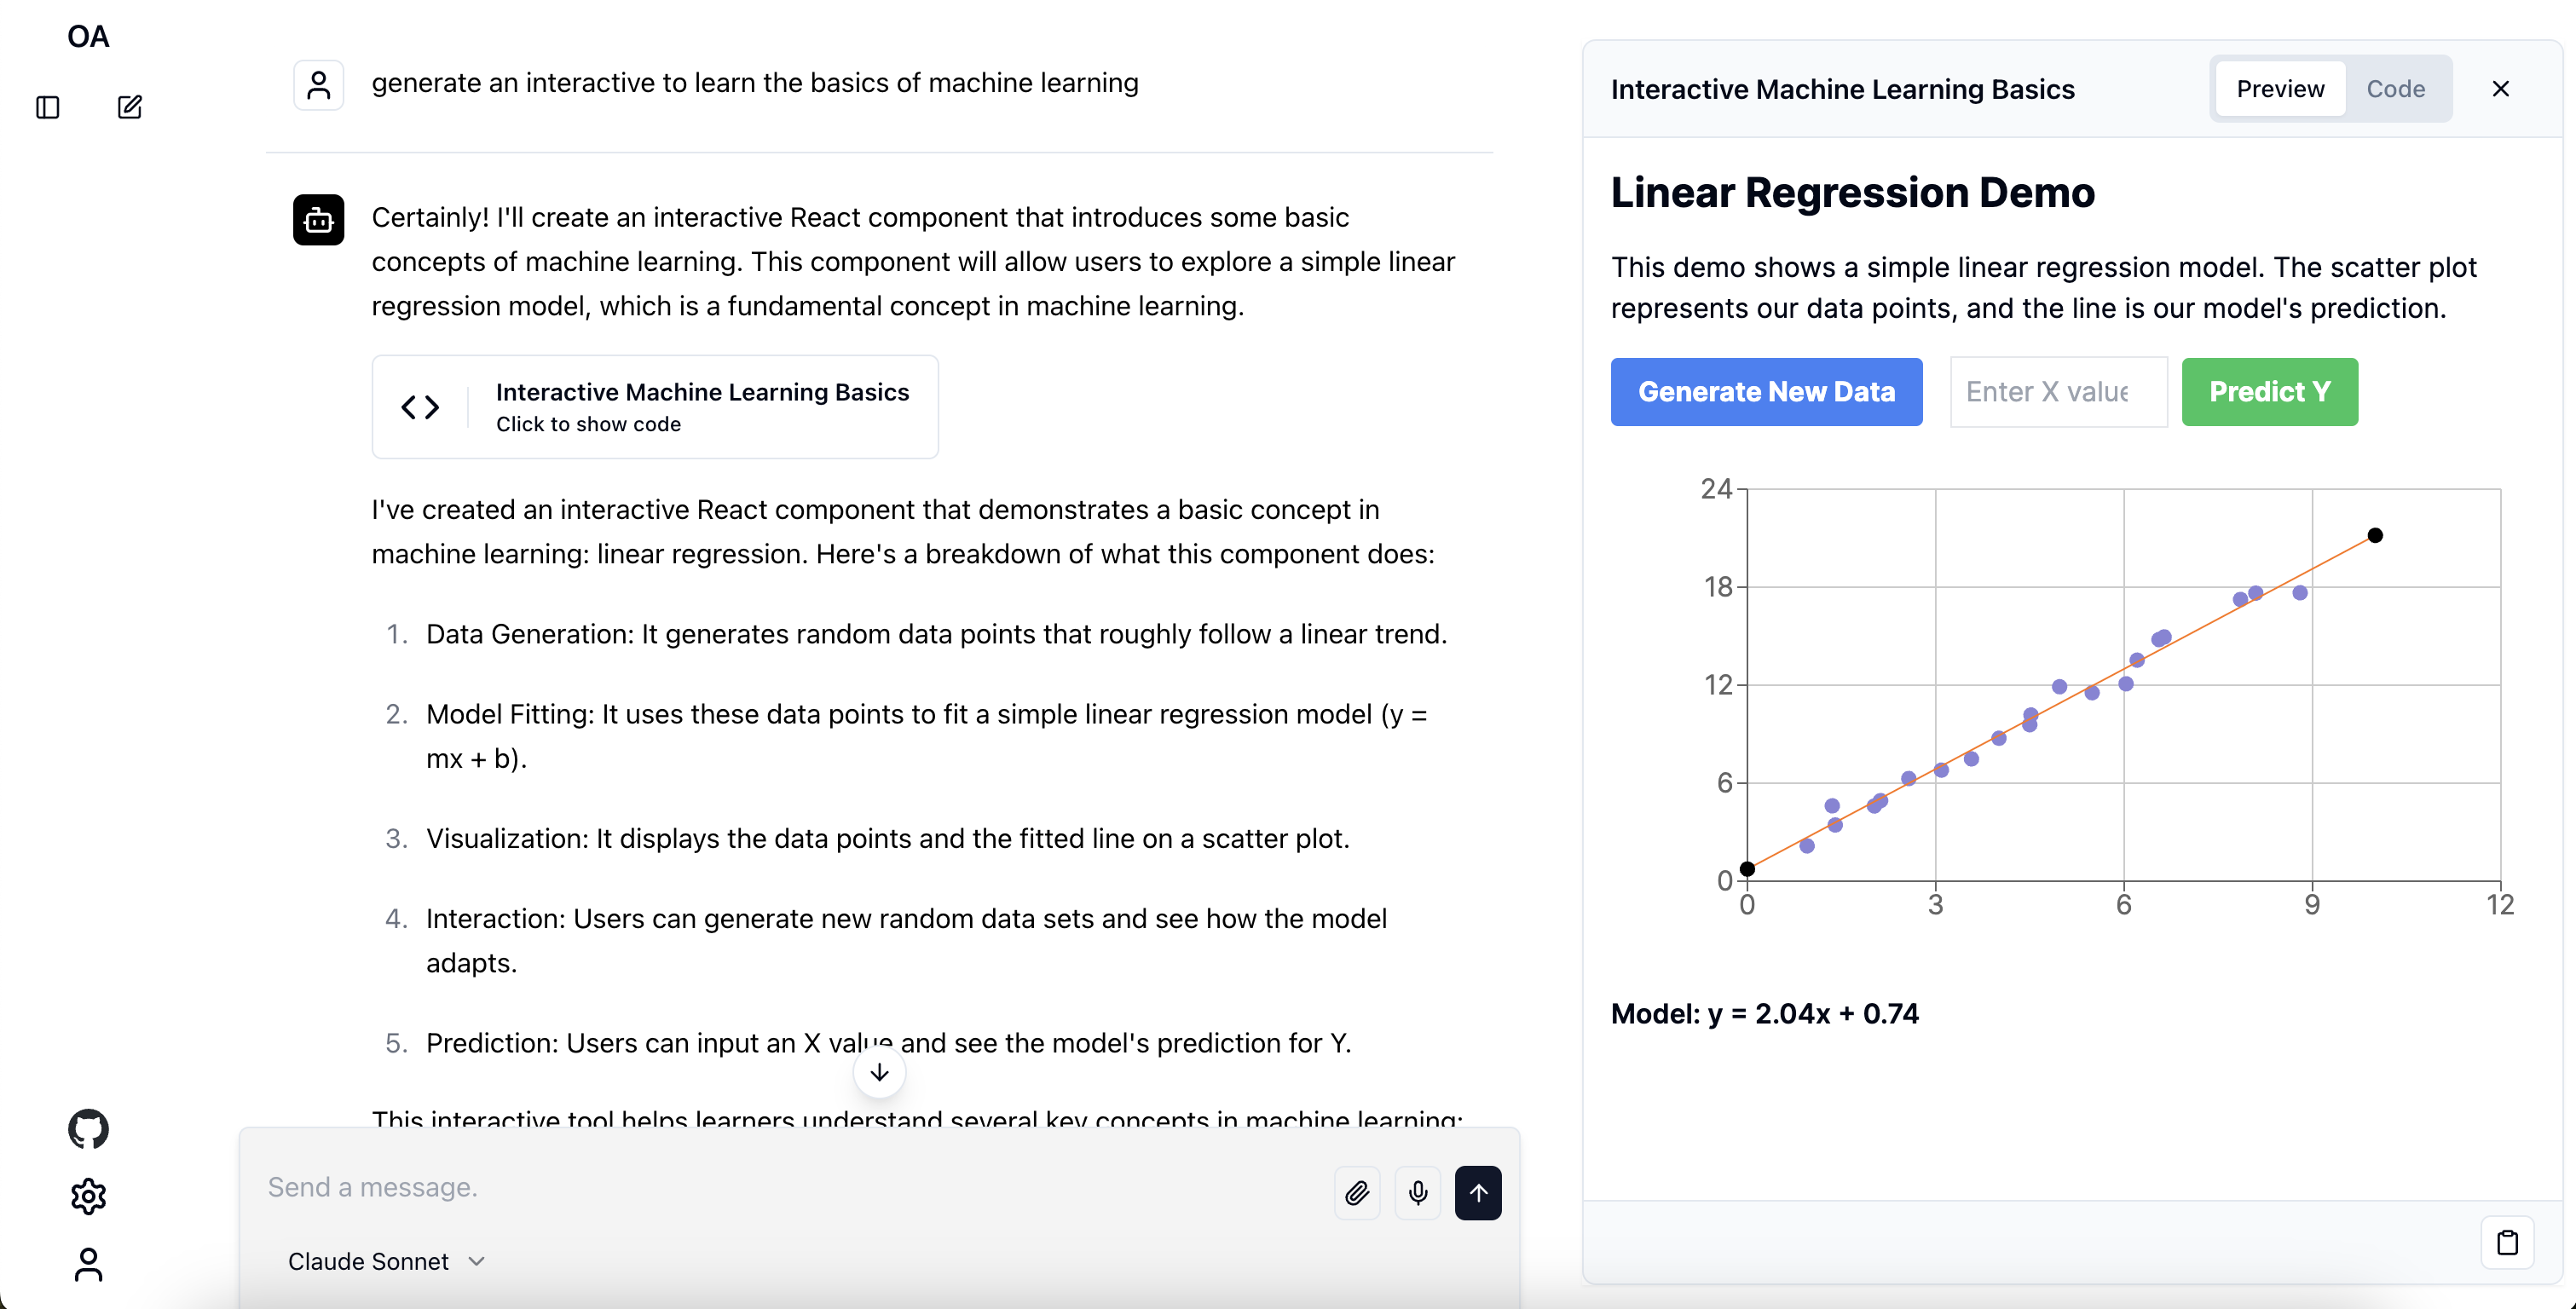 OA
generate an interactive to learn the basics of machine learning
Certainly! I'll create an interactive React component that introduces some basic
concepts of machine learning. This component will allow users to explore a simple linear
regression model, which is a fundamental concept in machine learning.
Interactive Machine Learning Basics
Click to show code
I've created an interactive React component that demonstrates a basic concept in
machine learning: linear regression. Here's a breakdown of what this component does:
1. Data Generation: It generates random data points that roughly follow a linear trend.
2. Model Fitting: It uses these data points to fit a simple linear regression model (y =
mx + b).
3. Visualization: It displays the data points and the fitted line on a scatter plot.
4. Interaction: Users can generate new random data sets and see how the model
adapts.
5. Prediction: Users can input an X value and see the model's prediction for Y.
This interactive tool helps learners understand several key concepts in machine learning:
Send a message.
Claude Sonnet
Interactive Machine Learning Basics
Preview Code
Linear Regression Demo
This demo shows a simple linear regression model. The scatter plot
represents our data points, and the line is our model's prediction.
Generate New Data Enter X value Predict Y
24
18
12
6
0
0 3 6 9 12
Model: y = 2.04x + 0.74